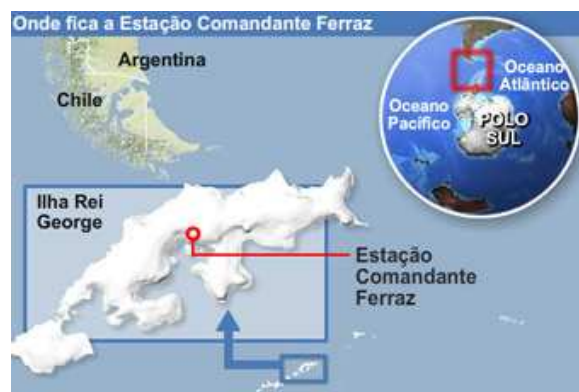 Onde fica a Estação Comandante Ferraz
Argentina
Chile
Oceano
Atlântico
Oceano
Pacífico
POLO
SUL
Ilha Rei
George
Estação
Comandante
Ferraz